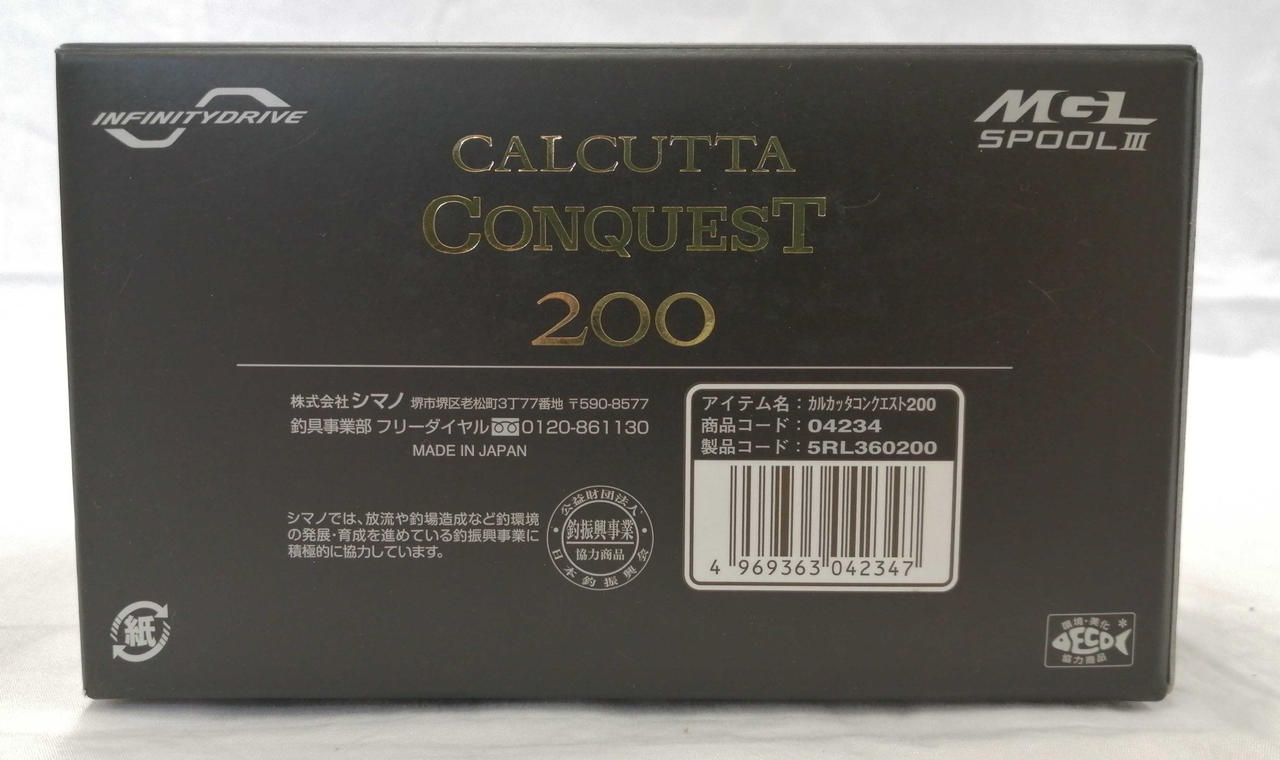 INFINITYDRIVE
MGL
SPOOL III
CALCUTTA
CONQUEST
200
株式会社シマノ 堺市堺区老松町3丁77番地 〒590-8577
釣具事業部 フリーダイヤル 0120-861130
MADE IN JAPAN
アイテム名:カルカッタコンクエスト200
商品コード:04234
製品コード:5RL360200
4 969363 042347
シマノでは、放流や釣場造成など釣環境
の発展・育成を進めている釣振興事業に
積極的に協力しています。
公益財団法人
釣振興事業
協力商品
日本釣振興会
紙
環境・美化
ECO
協力商品